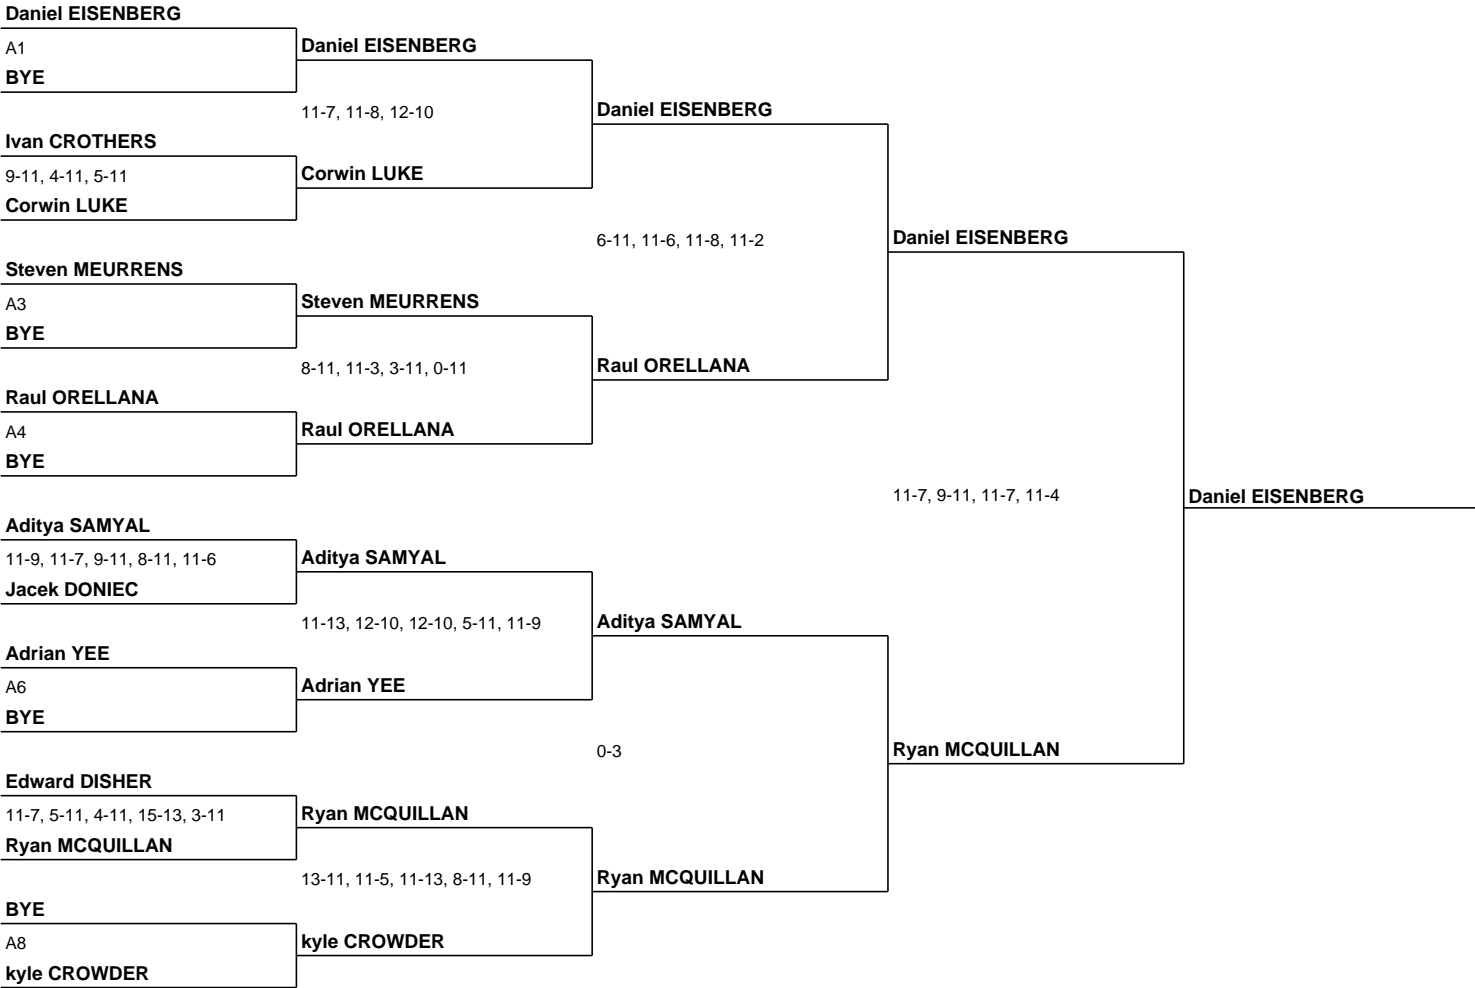 Daniel EISENBERG
A1
BYE
Ivan CROTHERS
9-11, 4-11, 5-11
Corwin LUKE
Steven MEURRENS
A3
BYE
Raul ORELLANA
A4
BYE
Aditya SAMYAL
11-9, 11-7, 9-11, 8-11, 11-6
Jacek DONIEC
Adrian YEE
A6
BYE
Edward DISHER
11-7, 5-11, 4-11, 15-13, 3-11
Ryan MCQUILLAN
BYE
A8
kyle CROWDER
Daniel EISENBERG
11-7, 11-8, 12-10
Corwin LUKE
Steven MEURRENS
8-11, 11-3, 3-11, 0-11
Raul ORELLANA
Aditya SAMYAL
11-13, 12-10, 12-10, 5-11, 11-9
Adrian YEE
Ryan MCQUILLAN
13-11, 11-5, 11-13, 8-11, 11-9
kyle CROWDER
Daniel EISENBERG
6-11, 11-6, 11-8, 11-2
Raul ORELLANA
Aditya SAMYAL
0-3
Ryan MCQUILLAN
Daniel EISENBERG
11-7, 9-11, 11-7, 11-4
Ryan MCQUILLAN
Daniel EISENBERG